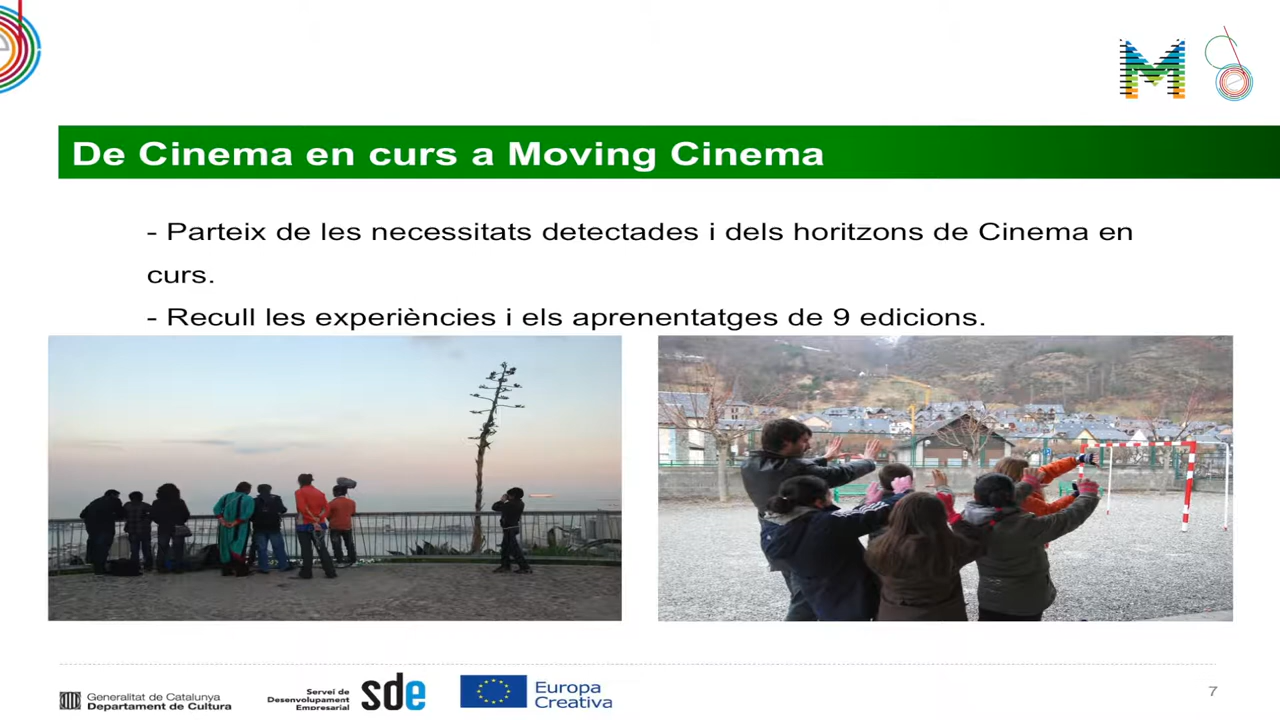 De Cinema en curs a Moving Cinema
- Parteix de les necessitats detectades i dels horitzons de Cinema en
curs.
- Recull les experiències i els aprenentatges de 9 edicions.
Generalitat de Catalunya
Departament de Cultura
Servei de
Desenvolupament
Empresarial
sde
Europa
Creativa
7